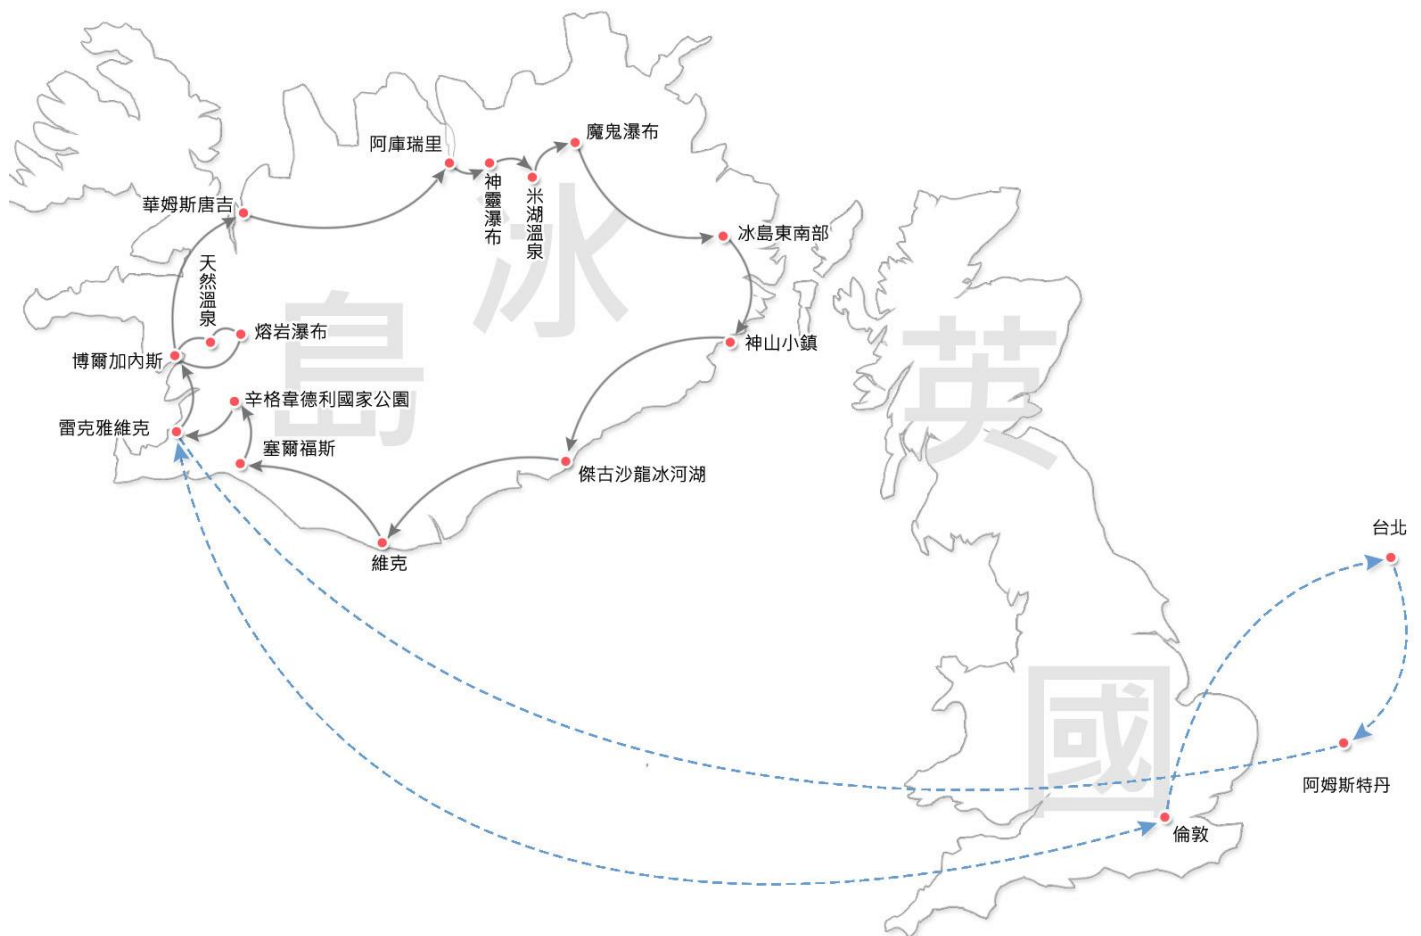 魔鬼瀑布
阿庫瑞里
神靈瀑布
米湖溫泉
華姆斯唐吉
冰島東南部
天然溫泉
冰島
熔岩瀑布
神山小鎮
博爾加內斯
英國
辛格韋德利國家公園
雷克雅維克
塞爾福斯
傑古沙龍冰河湖
維克
台北
阿姆斯特丹
倫敦